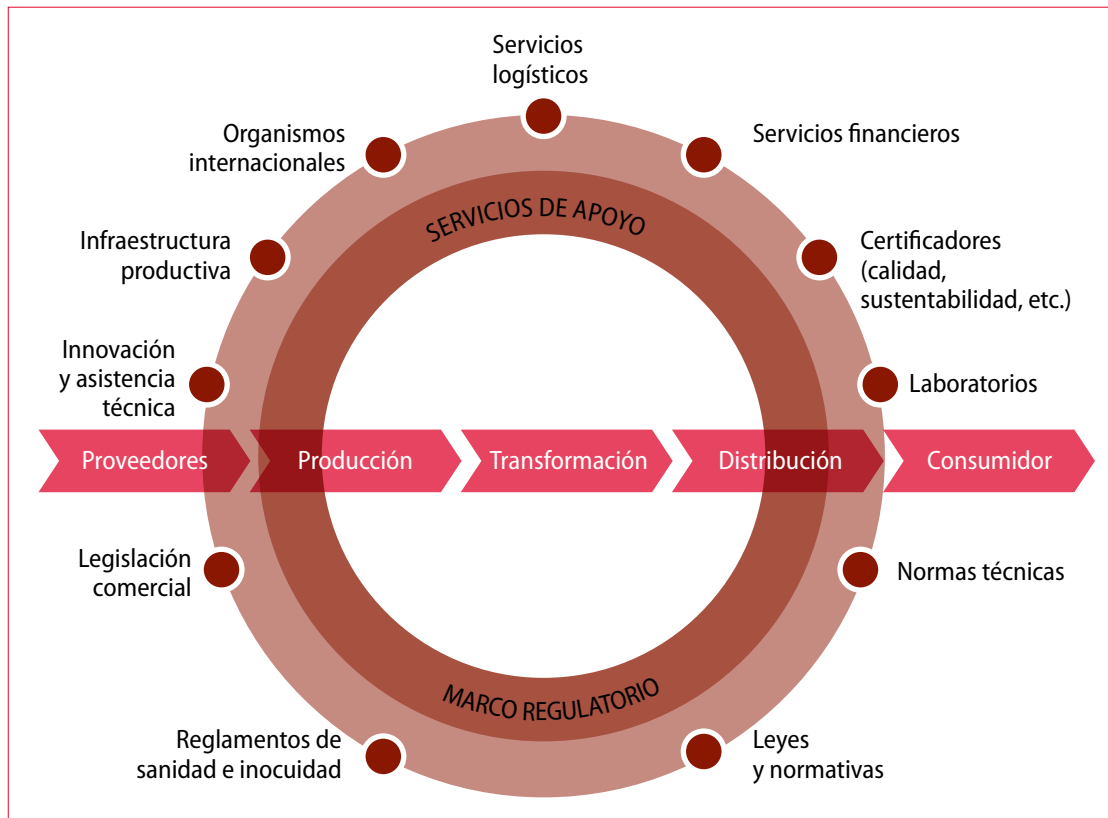 Servicios
logísticos
Organismos
internacionales
Servicios financieros
SERVICIOS DE APOYO
Infraestructura
productiva
Certificadores
(calidad,
sustentabilidad, etc.)
Innovación
y asistencia
técnica
Laboratorios
Proveedores
Producción
Transformación
Distribución
Consumidor
Legislación
comercial
Normas técnicas
MARCO REGULATORIO
Reglamentos de
sanidad e inocuidad
Leyes
y normativas